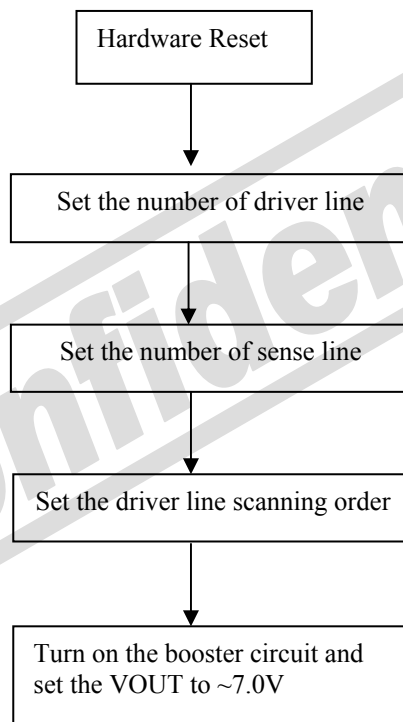 Hardware Reset
Set the number of driver line
Set the number of sense line
Set the driver line scanning order
Turn on the booster circuit and
set the VOUT to ~7.0V